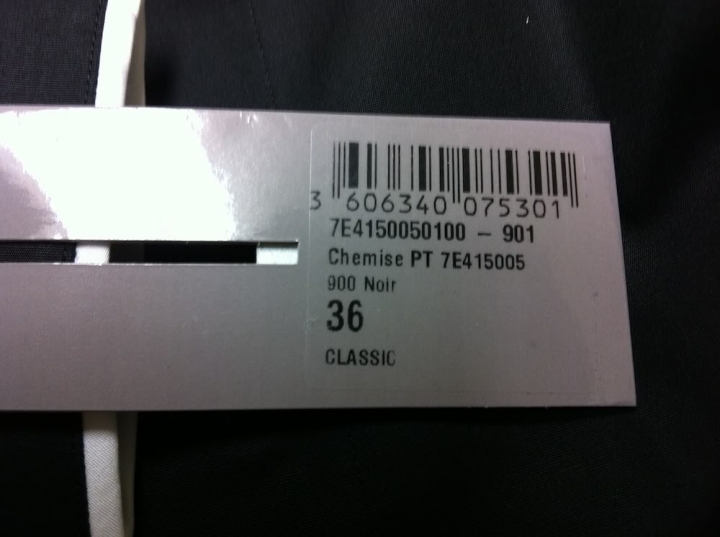 3 606340 075301
7E4150050100 - 901
Chemise PT 7E415005
900 Noir
36
CLASSIC